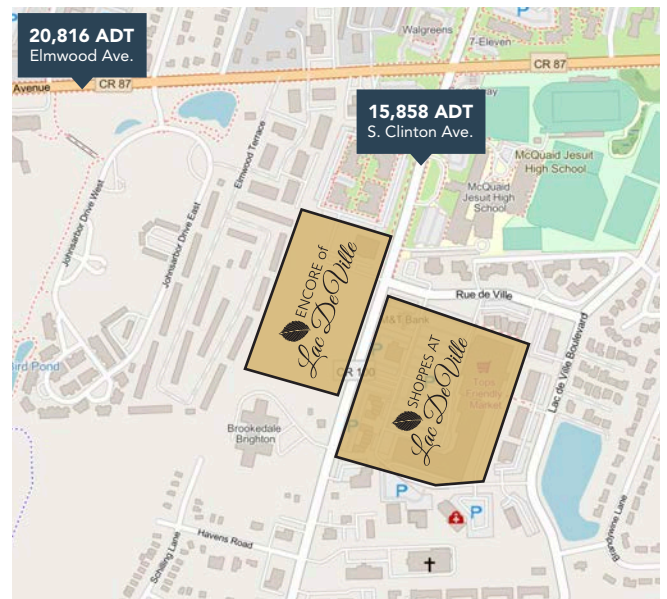 20,816 ADT
Elmwood Ave.
Walgreens
7-Eleven
CR 87
Avenue
CR 87
15,858 ADT
S. Clinton Ave.
Elmwood Terrace
McQuaid Jesuit
High School
McQuaid
Jesuit High
School
Johnsarbor Drive West
Johnsarbor Drive East
ENCORE of
Lac De Ville
Rue de Ville
Lac de Ville Boulevard
SHOPPES AT
Lac De Ville
Tops
Friendly
Market
Bank
Pond
Brookedale
Brighton
P
P
P
Havens Road
Schilling Lane
Brandywine Lane